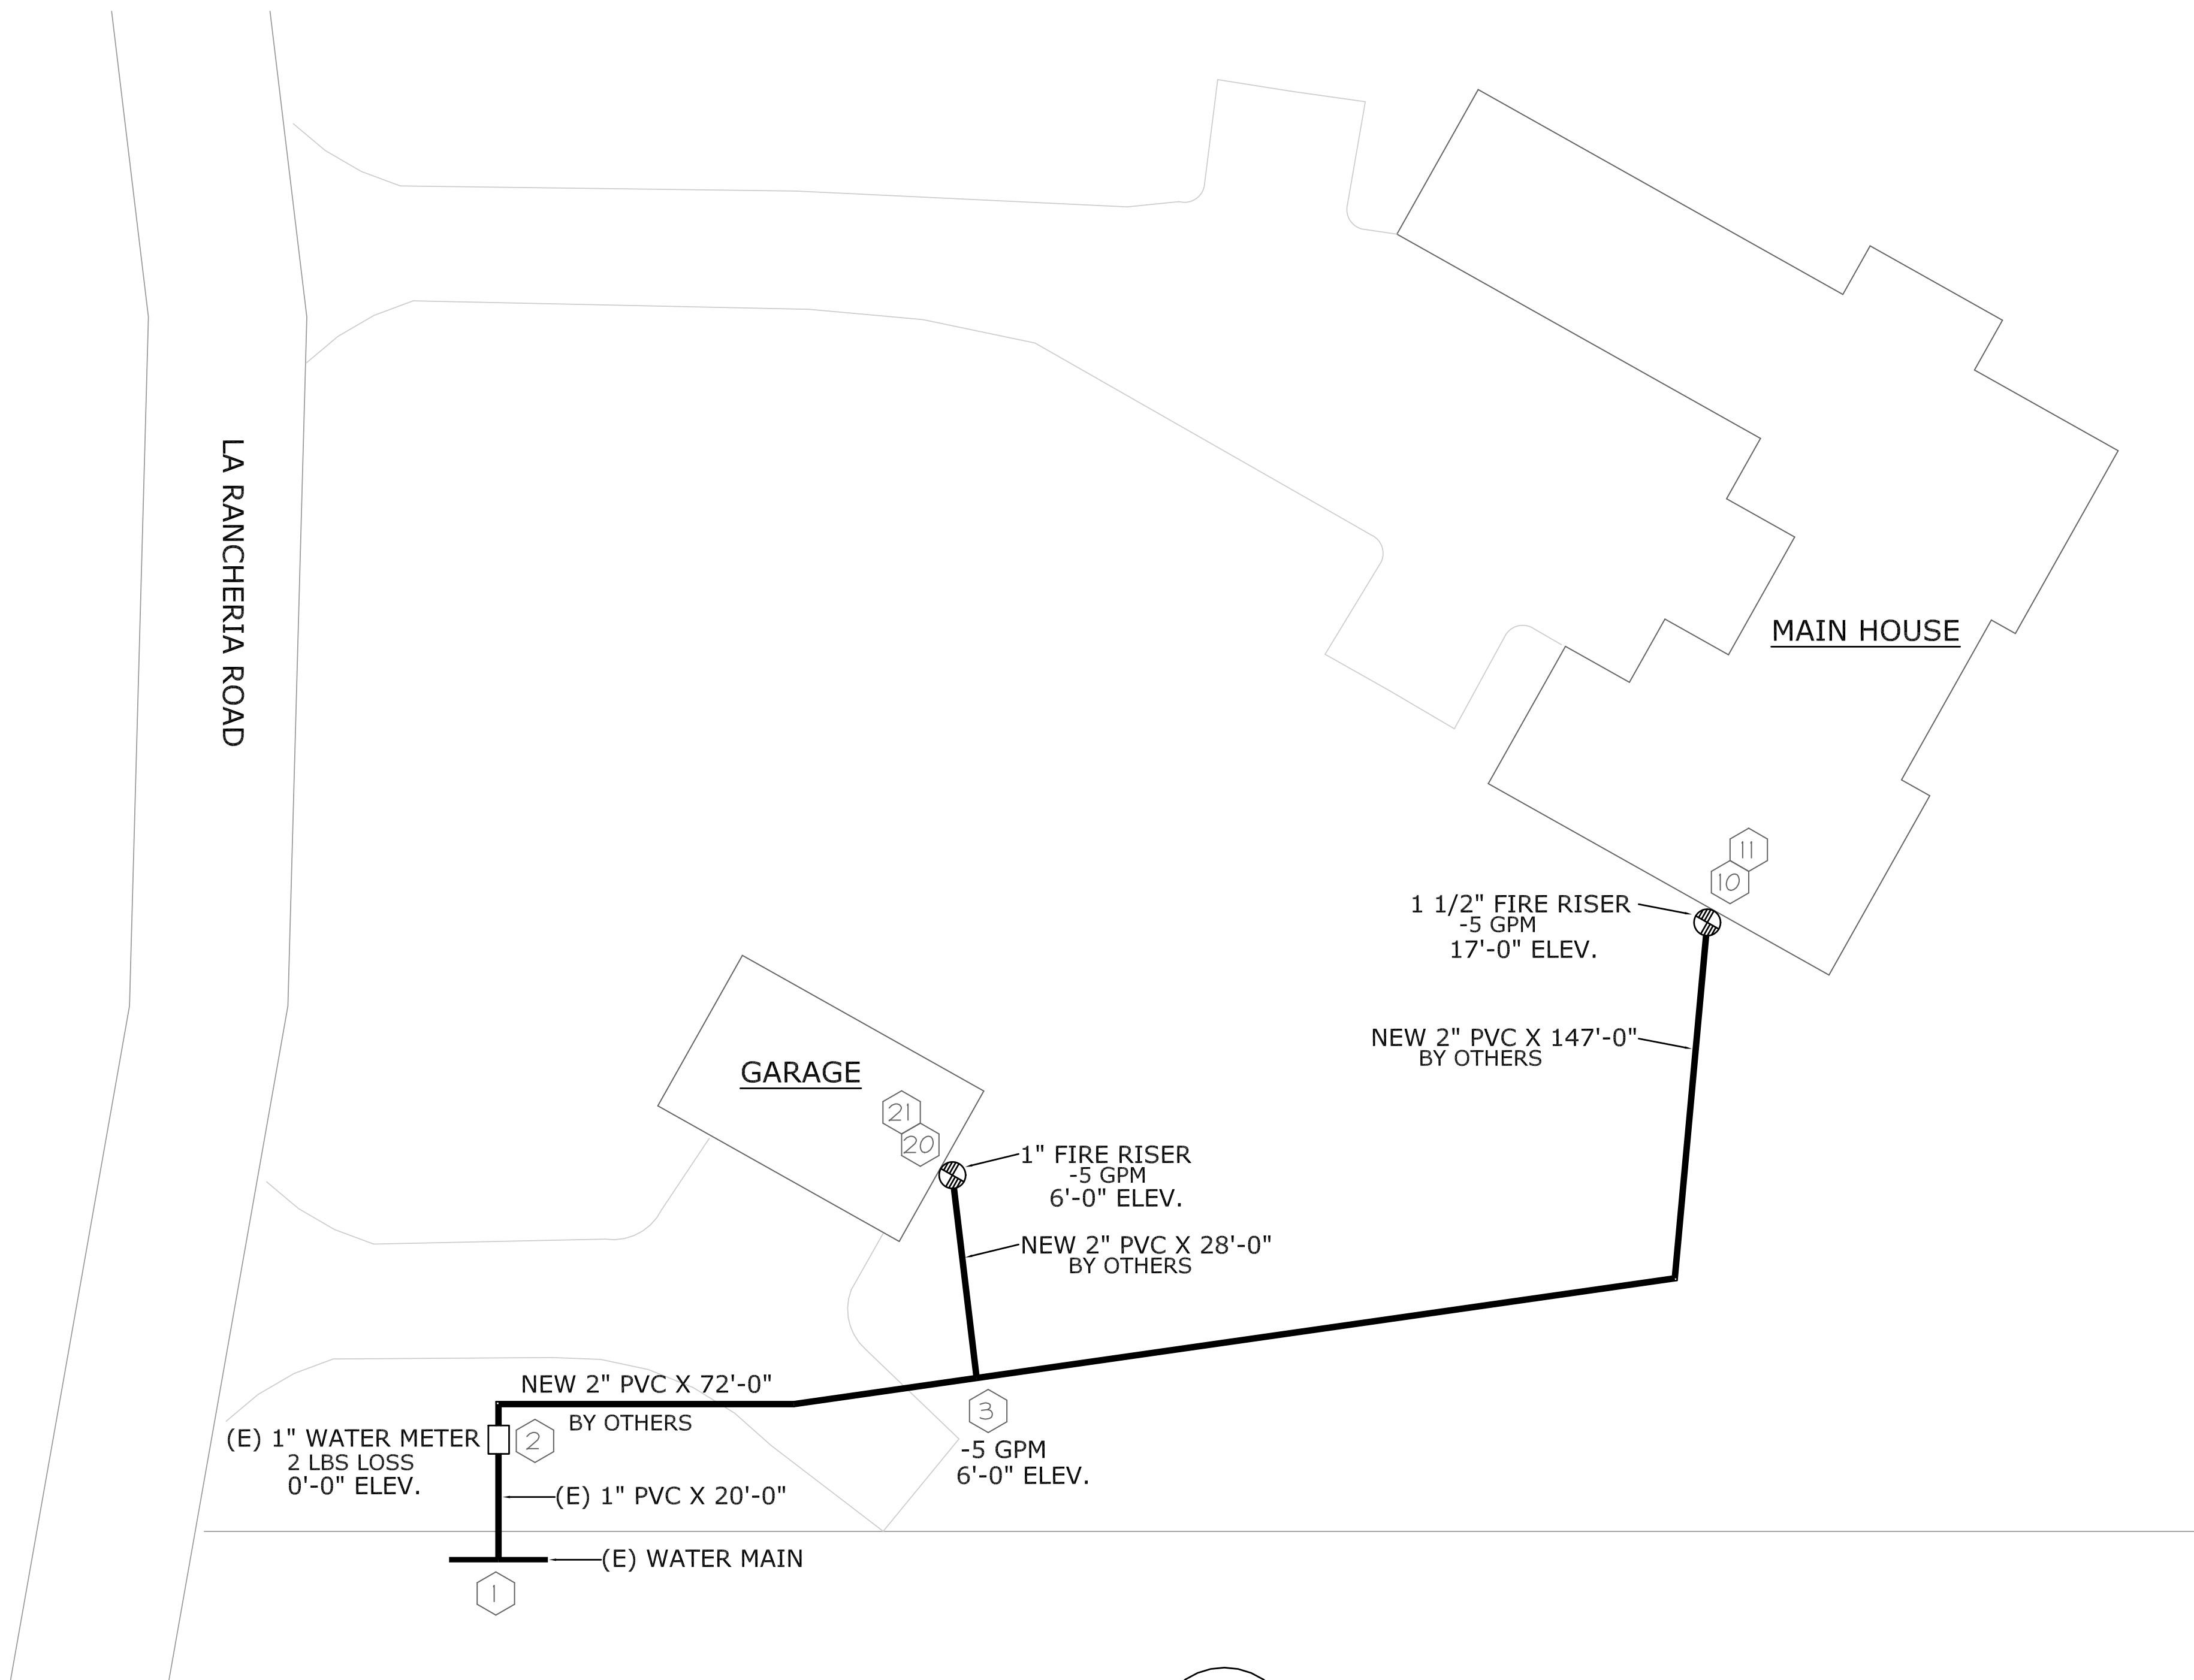 LA RANCHERIA ROAD
MAIN HOUSE
11
10
1 1/2" FIRE RISER
-5 GPM
17'-0" ELEV.
NEW 2" PVC X 147'-0"
BY OTHERS
GARAGE
21
20
1" FIRE RISER
-5 GPM
6'-0" ELEV.
NEW 2" PVC X 28'-0"
BY OTHERS
NEW 2" PVC X 72'-0"
BY OTHERS
3
-5 GPM
6'-0" ELEV.
(E) 1" WATER METER
2 LBS LOSS
0'-0" ELEV.
2
(E) 1" PVC X 20'-0"
(E) WATER MAIN
1